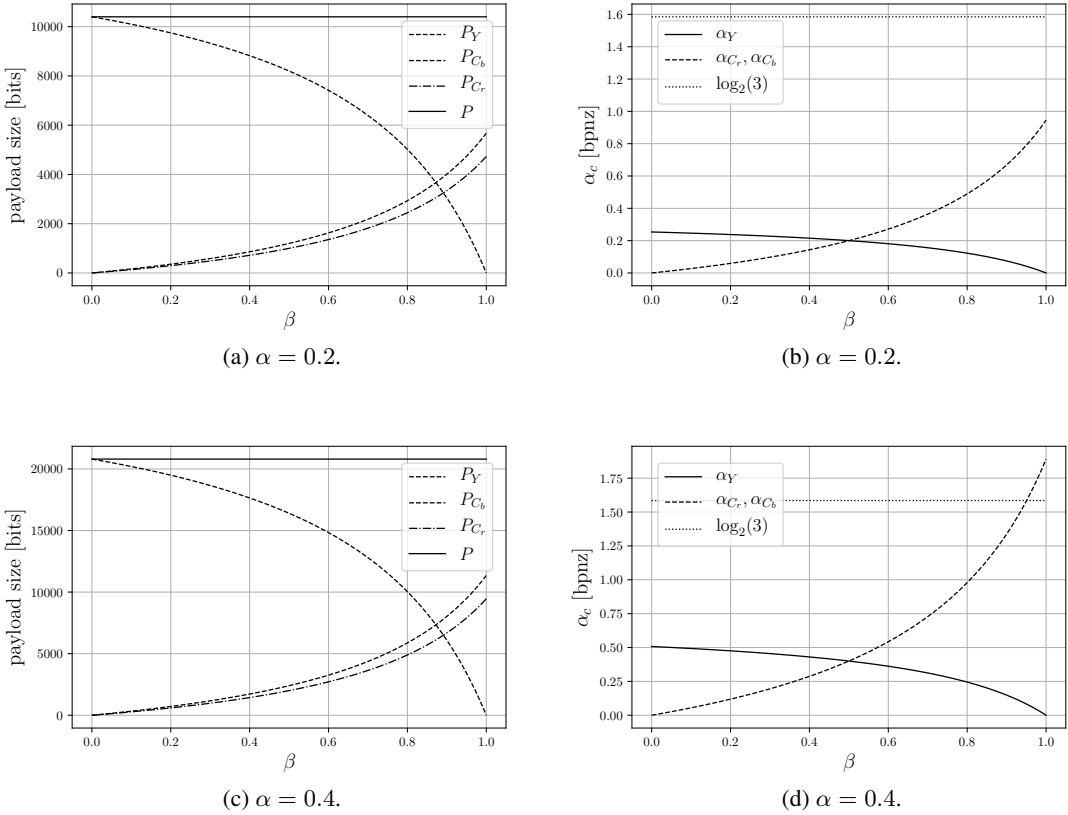 10000
8000
6000
4000
2000
0
payload size [bits]
0.0 0.2 0.4 0.6 0.8 1.0
β
P_Y
P_{C_b}
P_{C_r}
P
(a) α = 0.2.
1.6
1.4
1.2
1.0
0.8
0.6
0.4
0.2
0.0
α_c [bpnz]
0.0 0.2 0.4 0.6 0.8 1.0
β
α_Y
α_{C_r}, α_{C_b}
log_2(3)
(b) α = 0.2.
20000
15000
10000
5000
0
payload size [bits]
0.0 0.2 0.4 0.6 0.8 1.0
β
P_Y
P_{C_b}
P_{C_r}
P
(c) α = 0.4.
1.75
1.50
1.25
1.00
0.75
0.50
0.25
0.00
α_c [bpnz]
0.0 0.2 0.4 0.6 0.8 1.0
β
α_Y
α_{C_r}, α_{C_b}
log_2(3)
(d) α = 0.4.